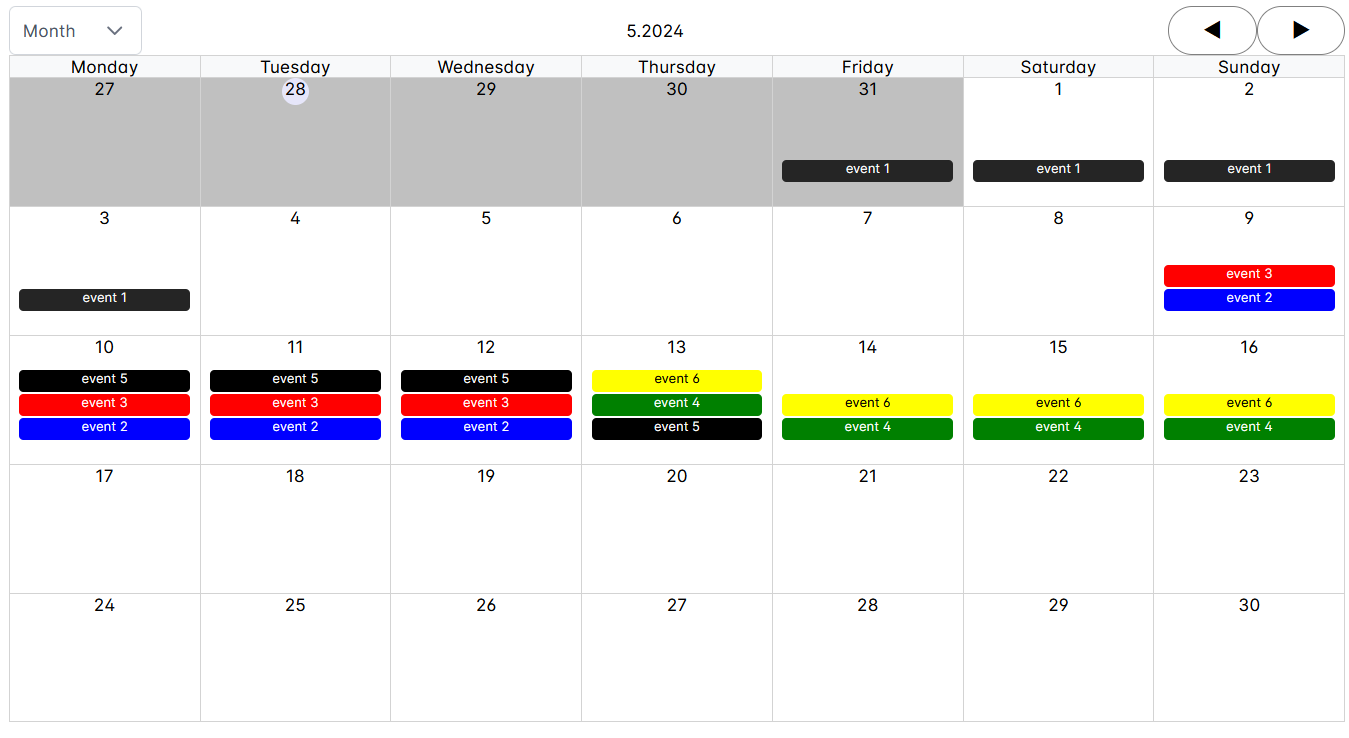 Month 5.2024 ◀ ▶
Monday Tuesday Wednesday Thursday Friday Saturday Sunday
27 28 29 30 31 1 2
event 1 event 1 event 1
3 4 5 6 7 8 9
event 3
event 1 event 2
10 11 12 13 14 15 16
event 5 event 5 event 5 event 6
event 3 event 3 event 3 event 4 event 6 event 6 event 6
event 2 event 2 event 2 event 5 event 4 event 4 event 4
17 18 19 20 21 22 23
24 25 26 27 28 29 30